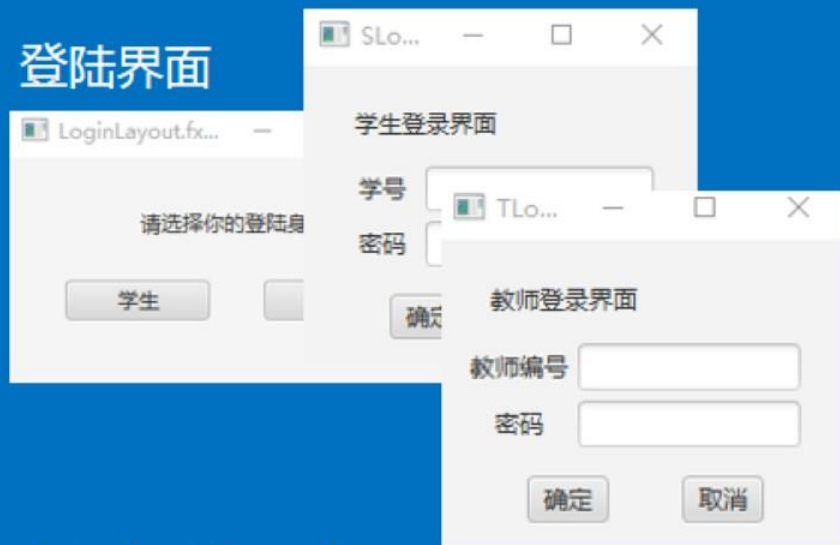 登陆界面
LoginLayout.fx...
请选择你的登陆身
学生
SLo...
学生登录界面
学号
密码
确定
TLo...
教师登录界面
教师编号
密码
确定
取消